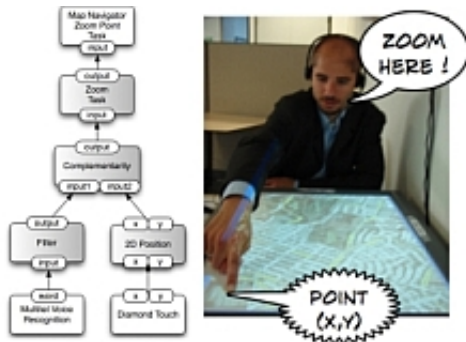 Map Navigator
Zoom Point
Task
input
output
Zoom
Task
input
output
Complementarity
input1 input2
output
Filter
input
x y
2D Position
x y
word
Multitel Voice
Recognition
x y
Diamond Touch
ZOOM
HERE !
POINT
(X,Y)